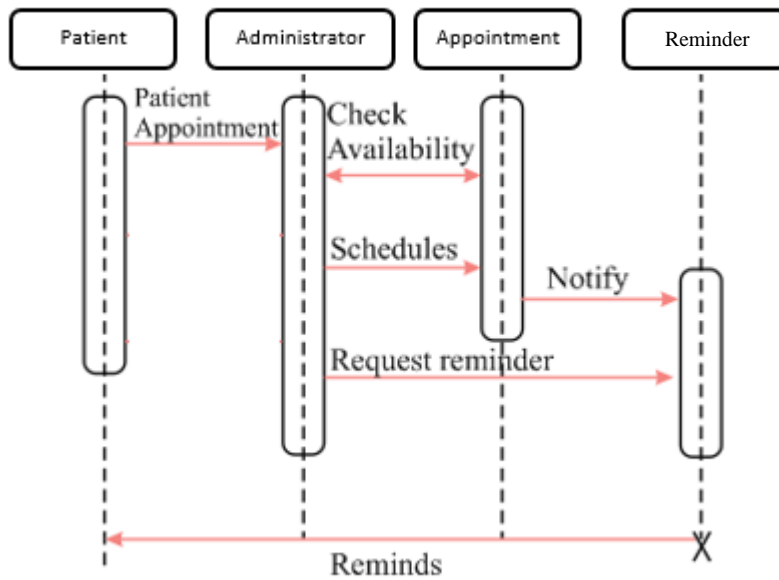 Patient
Administrator
Appointment
Reminder
Patient
Appointment
Check
Availability
Schedules
Notify
Request reminder
Reminds